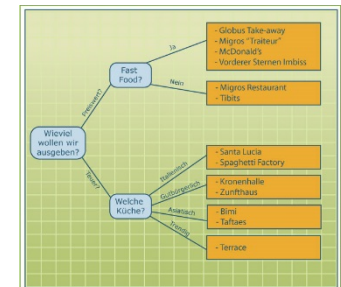 Wieviel
wollen wir
ausgeben?
Preiswert?
Fast
Food?
Ja
- Globus Take-away
- Migros "Traiteur"
- McDonald's
- Vorderer Sternen Imbiss
Nein
- Migros Restaurant
- Tibits
Teuer?
Welche
Küche?
Italienisch
- Santa Lucia
- Spaghetti Factory
Gutbürgerlich
- Kronenhalle
- Zunfthaus
Asiatisch
- Bimi
- Taftaes
Trendig
- Terrace